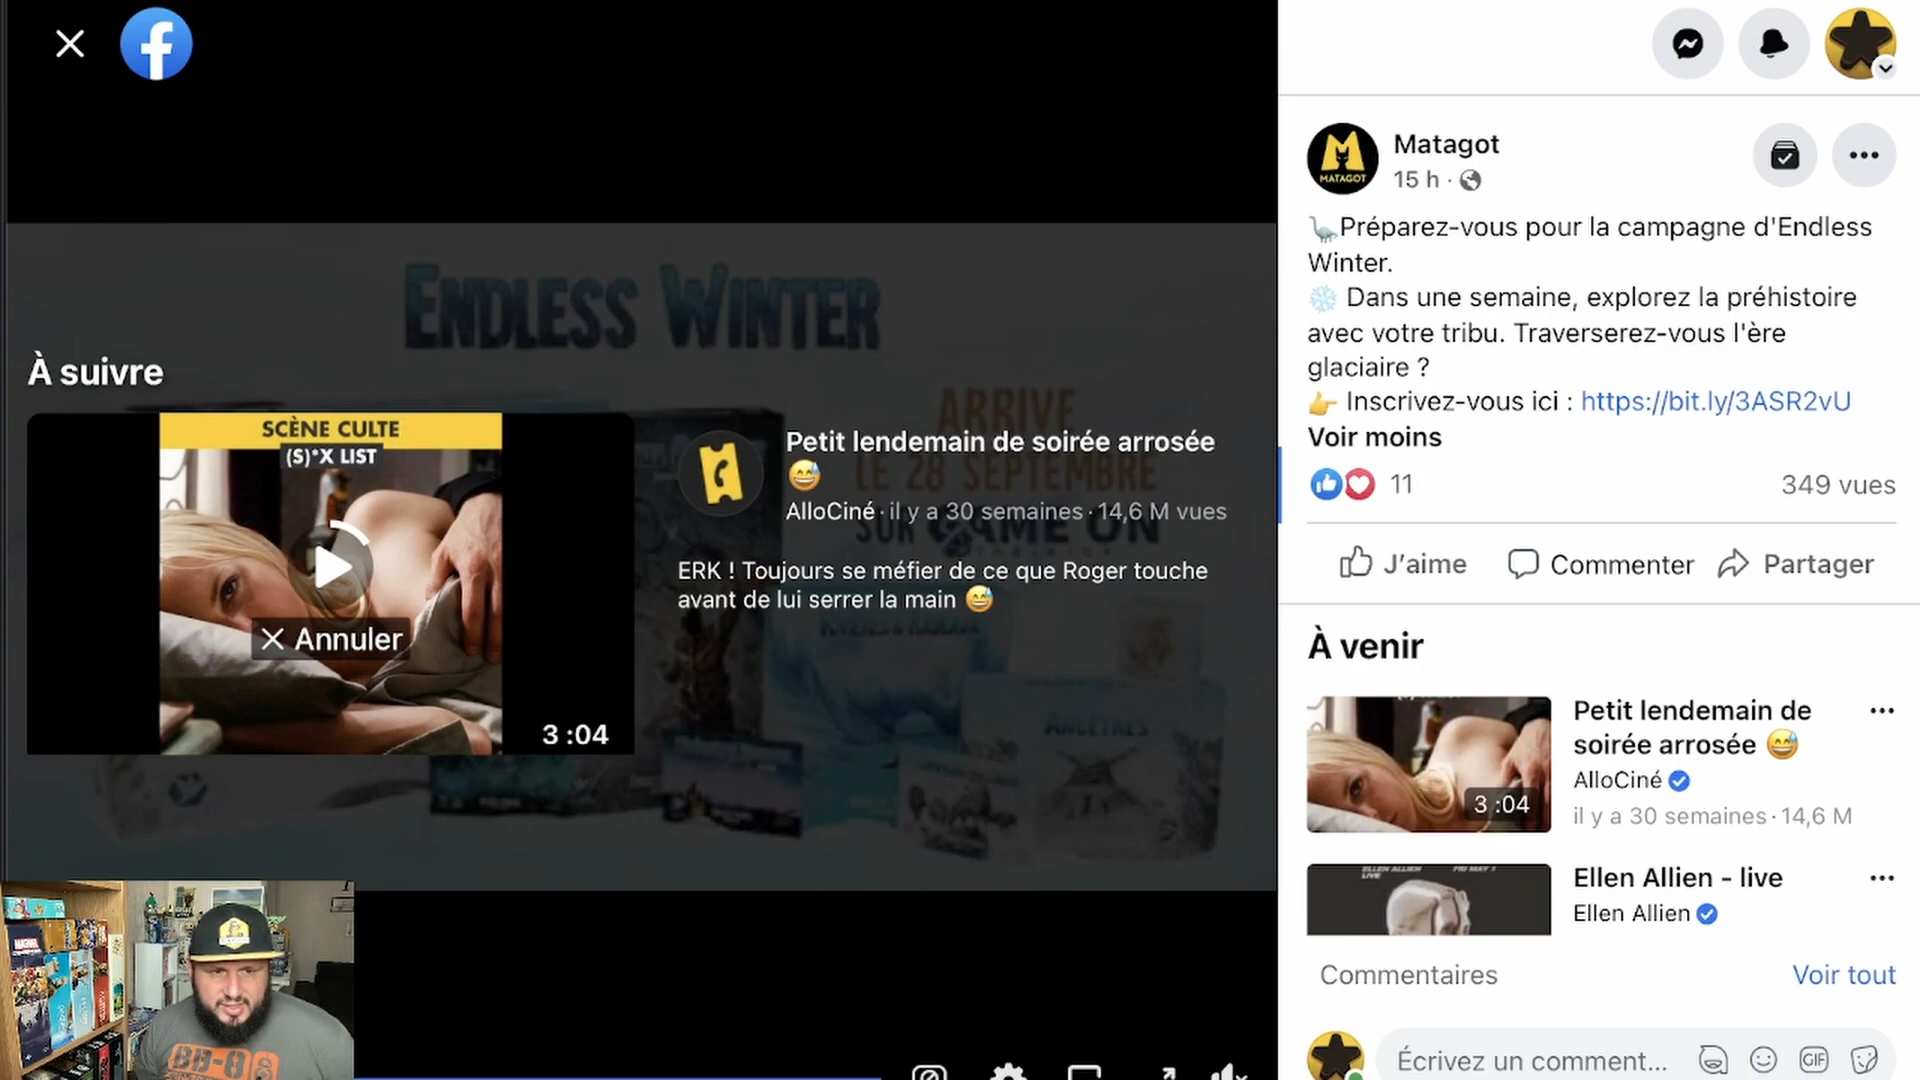 ENDLESS WINTER
À suivre
ARRIVE
LE 28 SEPTEMBRE
SUR GAME ON
SCÈNE CULTE
(S)*X LIST
Annuler
3 :04
Petit lendemain de soirée arrosée
😅
AlloCiné · il y a 30 semaines · 14,6 M vues
ERK ! Toujours se méfier de ce que Roger touche
avant de lui serrer la main 😅
ANCÊTRES
MARVEL
BB-8
MATAGOT
Matagot
15 h ·
🦕Préparez-vous pour la campagne d'Endless
Winter.
❄️ Dans une semaine, explorez la préhistoire
avec votre tribu. Traverserez-vous l'ère
glaciaire ?
👉 Inscrivez-vous ici : https://bit.ly/3ASR2vU
Voir moins
11
349 vues
J'aime
Commenter
Partager
À venir
3 :04
Petit lendemain de
soirée arrosée 😅
AlloCiné
il y a 30 semaines · 14,6 M
ELLEN ALLIEN
LIVE
FRI MAY 1
Ellen Allien - live
Ellen Allien
Commentaires
Voir tout
Écrivez un comment...
GIF